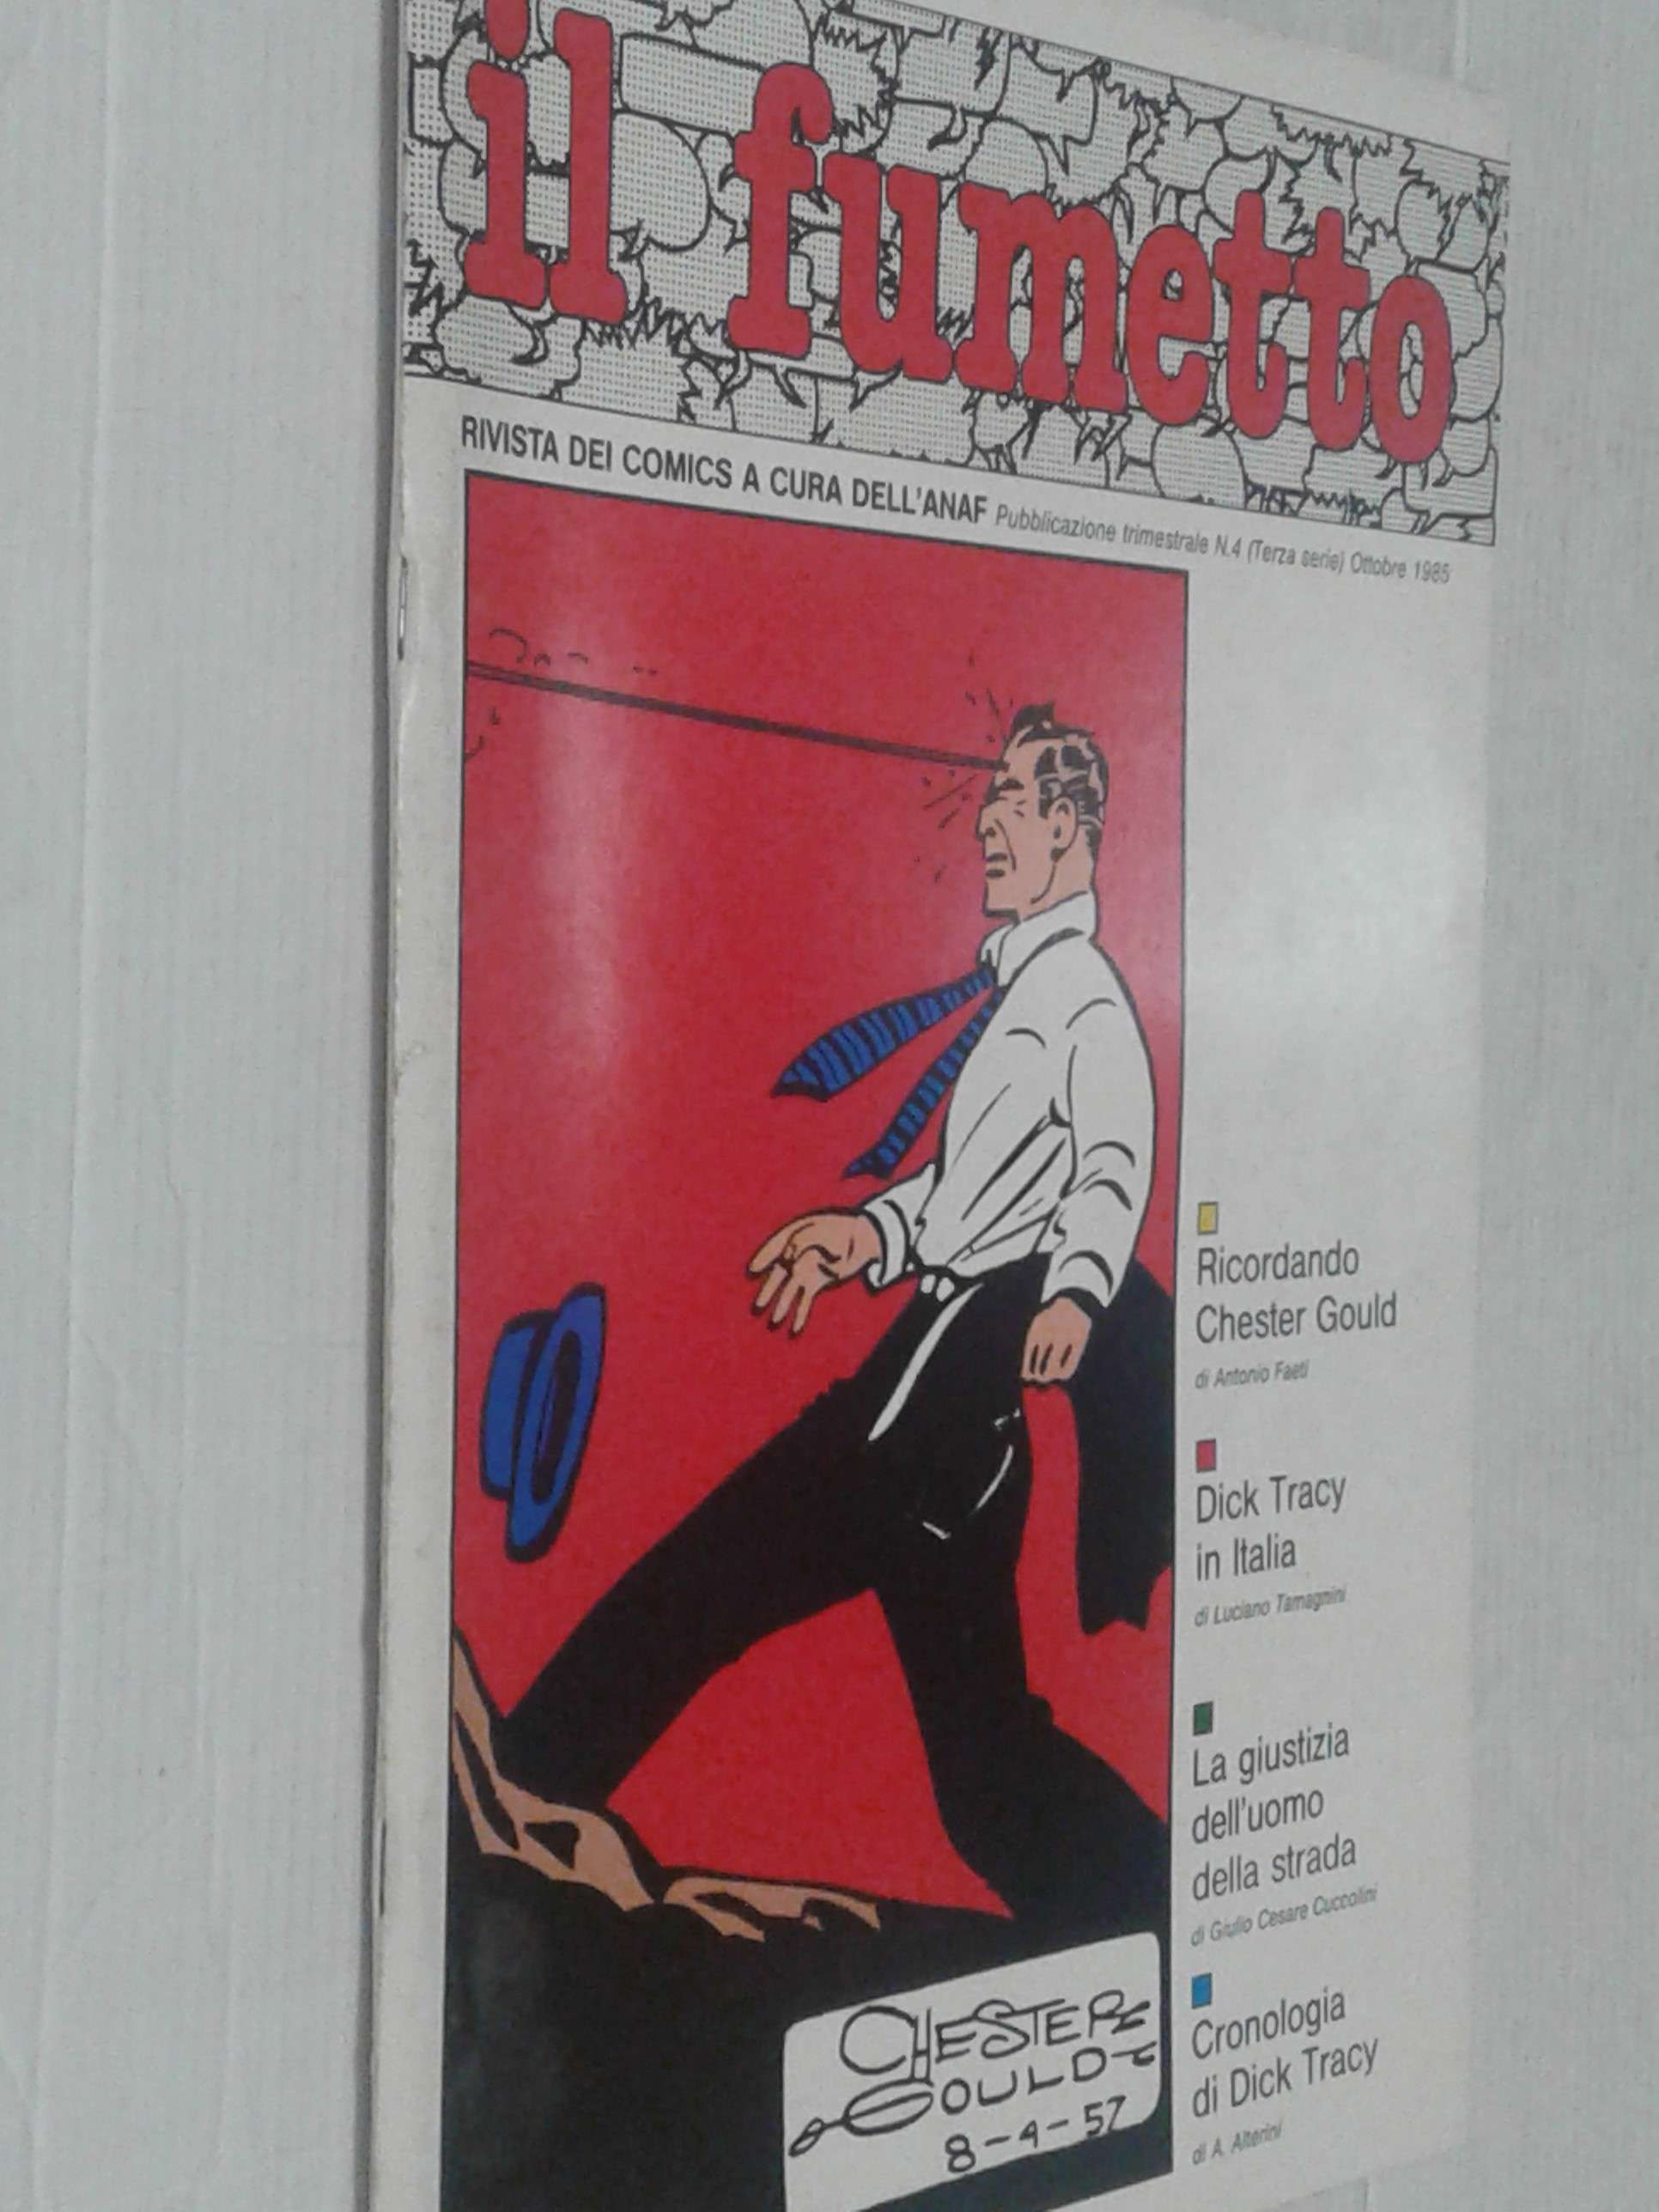 il fumetto
RIVISTA DEI COMICS A CURA DELL'ANAF Pubblicazione trimestrale N.4 (Terza serie) Ottobre 1985
Ricordando
Chester Gould
di Antonio Faeti
Dick Tracy
in Italia
di Luciano Tamagnini
La giustizia
dell'uomo
della strada
di Giulio Cesare Cuccolini
Cronologia
di Dick Tracy
di A. Alterini
CHESTER
GOULD
8-4-57